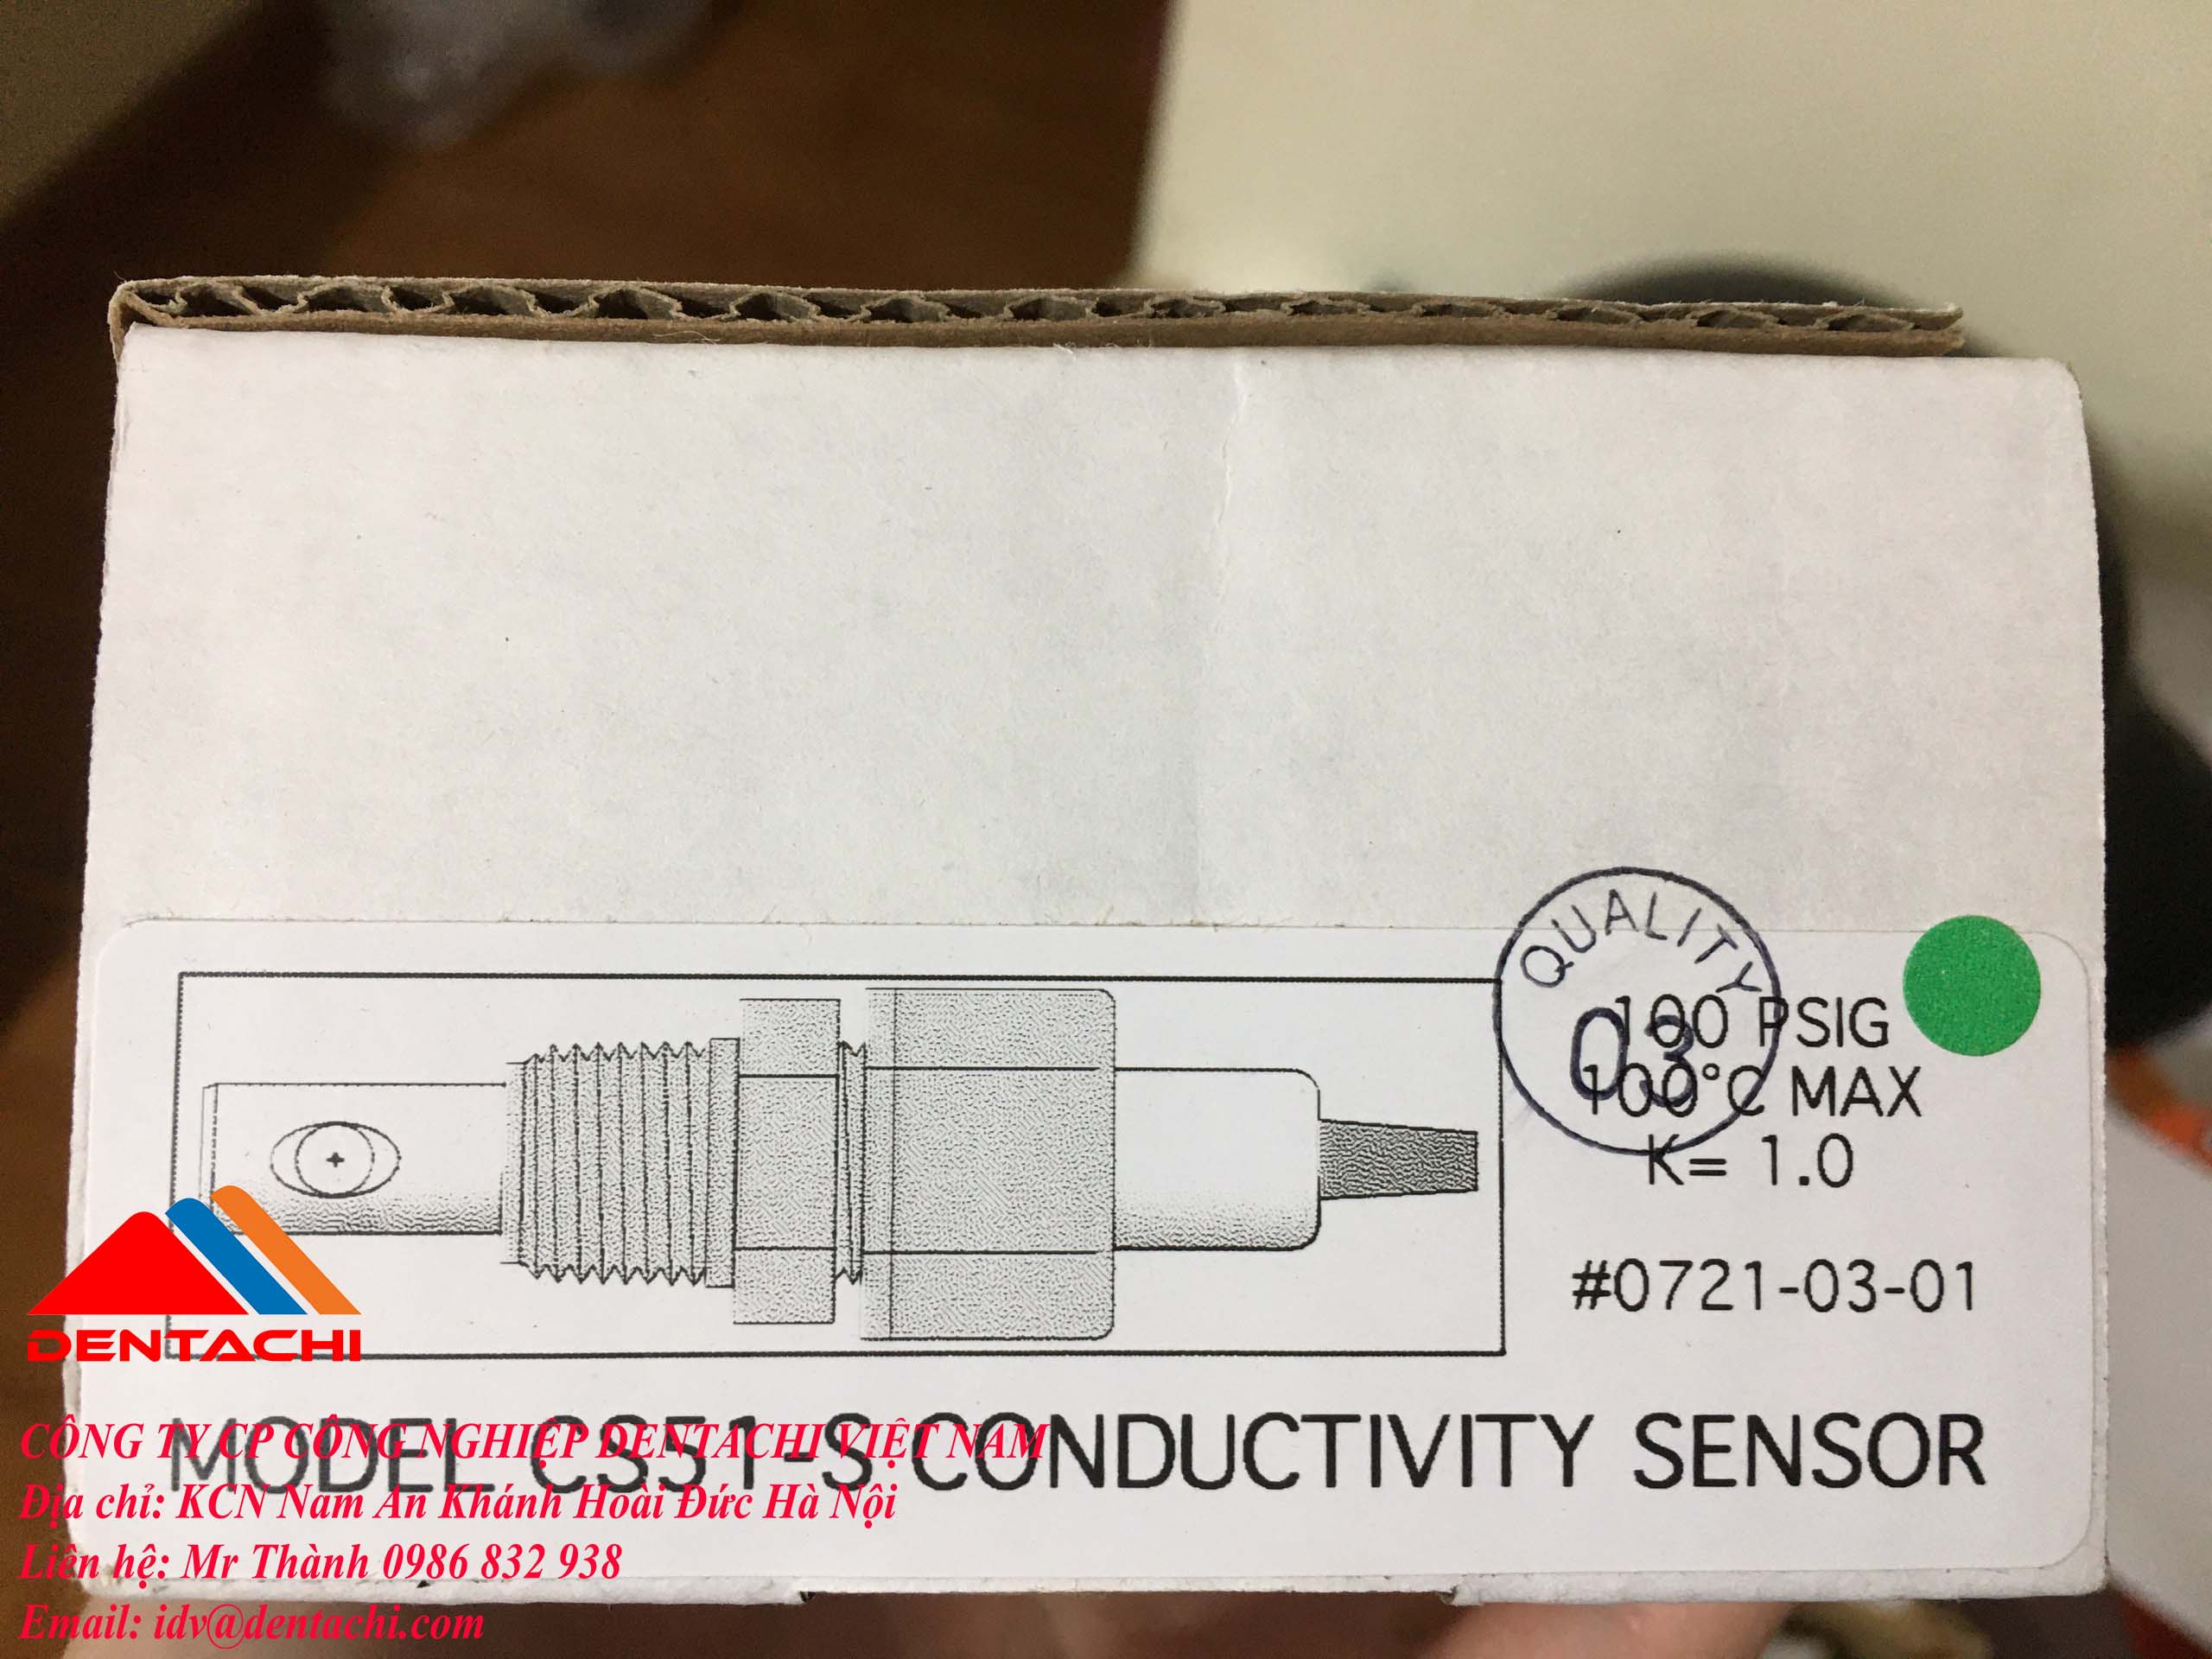 QUALITY
03
100 PSIG
100°C MAX
K= 1.0
#0721-03-01
MODEL CS51-S CONDUCTIVITY SENSOR
DENTACHI
CÔNG TY CP CÔNG NGHIỆP DENTACHI VIỆT NAM
Địa chỉ: KCN Nam An Khánh Hoài Đức Hà Nội
Liên hệ: Mr Thành 0986 832 938
Email: idv@dentachi.com